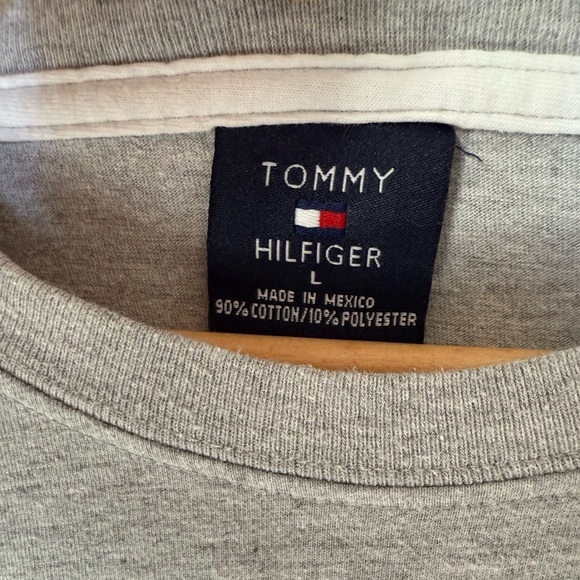 TOMMY
HILFIGER
L
MADE IN MEXICO
90% COTTON/10% POLYESTER